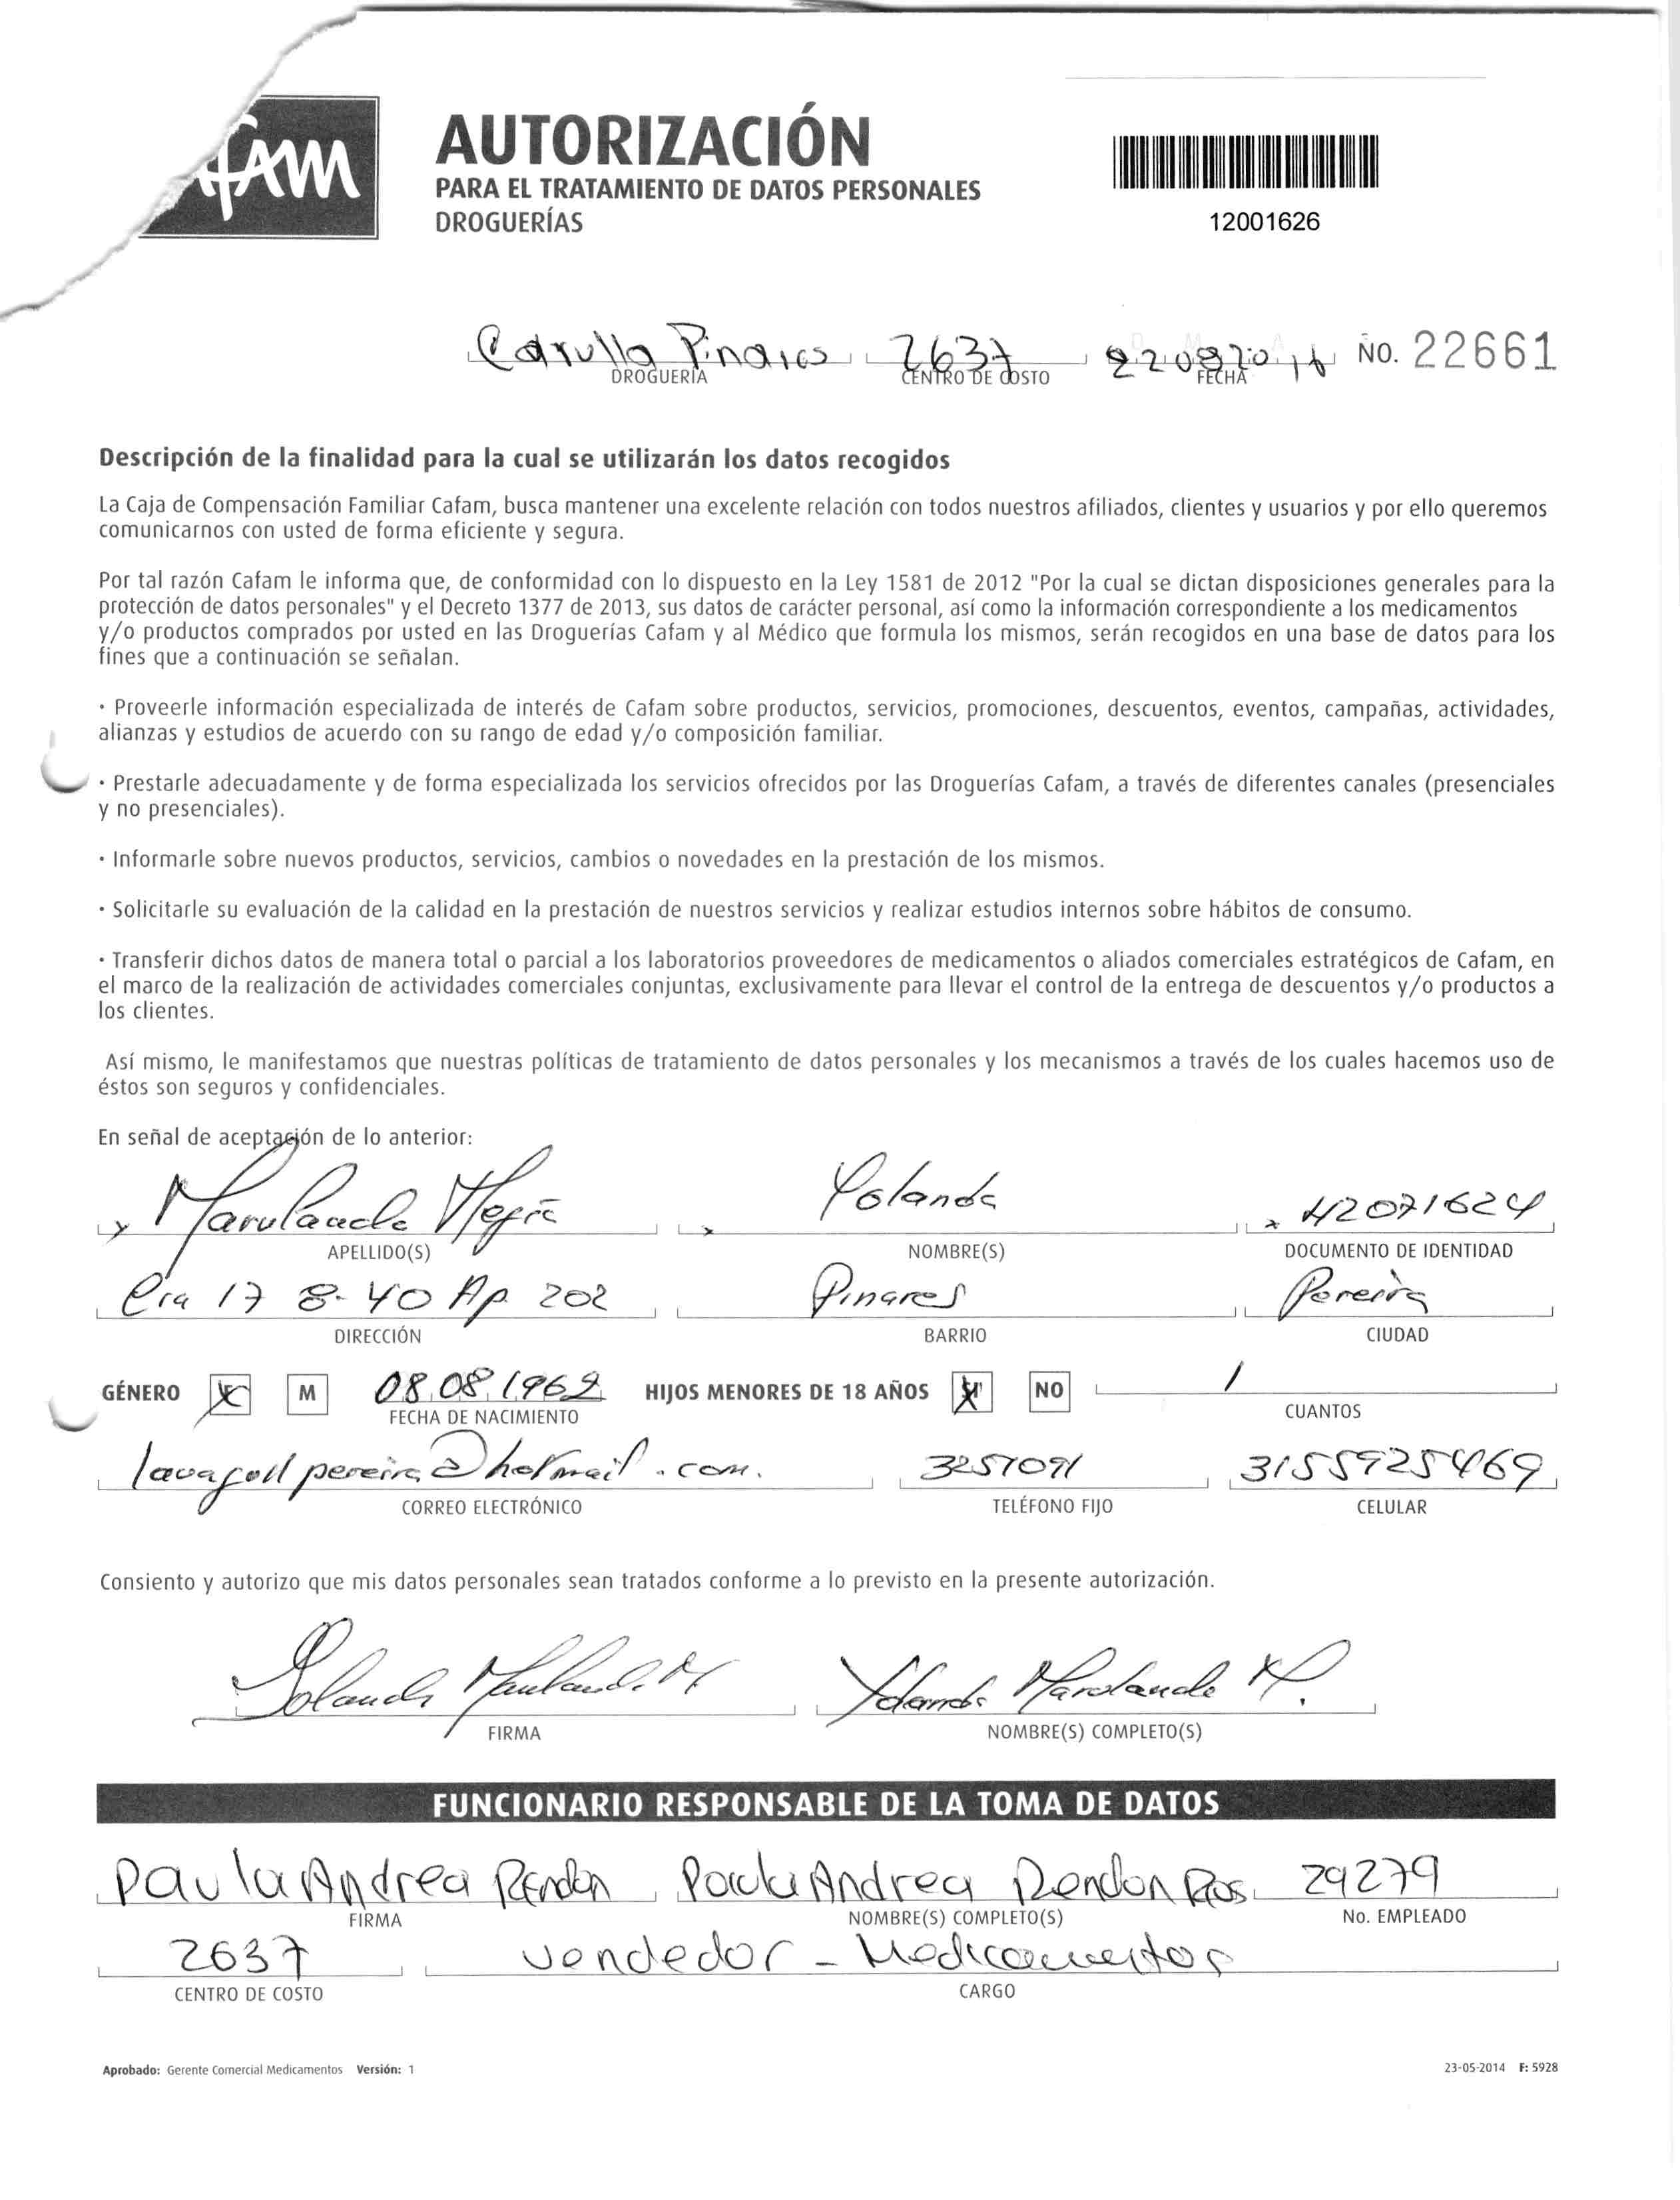 fam
AUTORIZACIÓN
PARA EL TRATAMIENTO DE DATOS PERSONALES
DROGUERÍAS
12001626
Carulla Pinares 2637 No. 22661
DROGUERÍA CENTRO DE COSTO FECHA
Descripción de la finalidad para la cual se utilizarán los datos recogidos
La Caja de Compensación Familiar Cafam, busca mantener una excelente relación con todos nuestros afiliados, clientes y usuarios y por ello queremos
comunicarnos con usted de forma eficiente y segura.
Por tal razón Cafam le informa que, de conformidad con lo dispuesto en la Ley 1581 de 2012 "Por la cual se dictan disposiciones generales para la
protección de datos personales" y el Decreto 1377 de 2013, sus datos de carácter personal, así como la información correspondiente a los medicamentos
y/o productos comprados por usted en las Droguerías Cafam y al Médico que formula los mismos, serán recogidos en una base de datos para los
fines que a continuación se señalan.
· Proveerle información especializada de interés de Cafam sobre productos, servicios, promociones, descuentos, eventos, campañas, actividades,
alianzas y estudios de acuerdo con su rango de edad y/o composición familiar.
· Prestarle adecuadamente y de forma especializada los servicios ofrecidos por las Droguerías Cafam, a través de diferentes canales (presenciales
y no presenciales).
· Informarle sobre nuevos productos, servicios, cambios o novedades en la prestación de los mismos.
· Solicitarle su evaluación de la calidad en la prestación de nuestros servicios y realizar estudios internos sobre hábitos de consumo.
· Transferir dichos datos de manera total o parcial a los laboratorios proveedores de medicamentos o aliados comerciales estratégicos de Cafam, en
el marco de la realización de actividades comerciales conjuntas, exclusivamente para llevar el control de la entrega de descuentos y/o productos a
los clientes.
Así mismo, le manifestamos que nuestras políticas de tratamiento de datos personales y los mecanismos a través de los cuales hacemos uso de
éstos son seguros y confidenciales.
En señal de aceptación de lo anterior:
x Marulanda Mejia x Yolanda x 42071624
APELLIDO(S) NOMBRE(S) DOCUMENTO DE IDENTIDAD
Cra 17 8-40 Ap 202 Pinares Pereira
DIRECCIÓN BARRIO CIUDAD
GÉNERO F M 08 08 1962 HIJOS MENORES DE 18 AÑOS SI NO 1
FECHA DE NACIMIENTO CUANTOS
@hotmail.com. 3251091 3155925469
CORREO ELECTRÓNICO TELÉFONO FIJO CELULAR
Consiento y autorizo que mis datos personales sean tratados conforme a lo previsto en la presente autorización.
Yolanda Marulanda M Yolanda Marulanda M.
FIRMA NOMBRE(S) COMPLETO(S)
FUNCIONARIO RESPONSABLE DE LA TOMA DE DATOS
Paula Andrea Rendon Paula Andrea Rendon Rios 29279
FIRMA NOMBRE(S) COMPLETO(S) No. EMPLEADO
2637 vendedor - Medicamentos
CENTRO DE COSTO CARGO
Aprobado: Gerente Comercial Medicamentos Versión: 1 23-05-2014 F: 5928